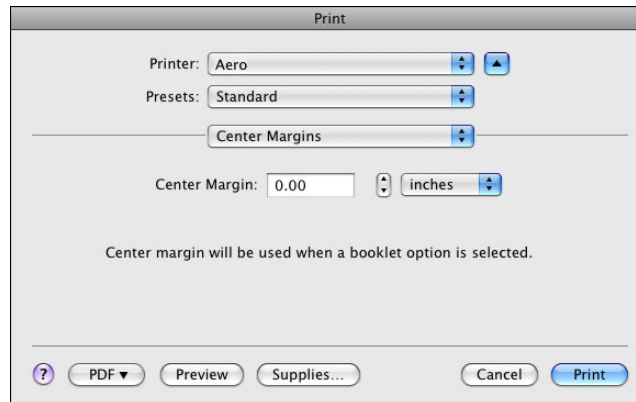 Print
Printer: Aero
Presets: Standard
Center Margins
Center Margin: 0.00 inches
Center margin will be used when a booklet option is selected.
? PDF▼ Preview Supplies... Cancel Print